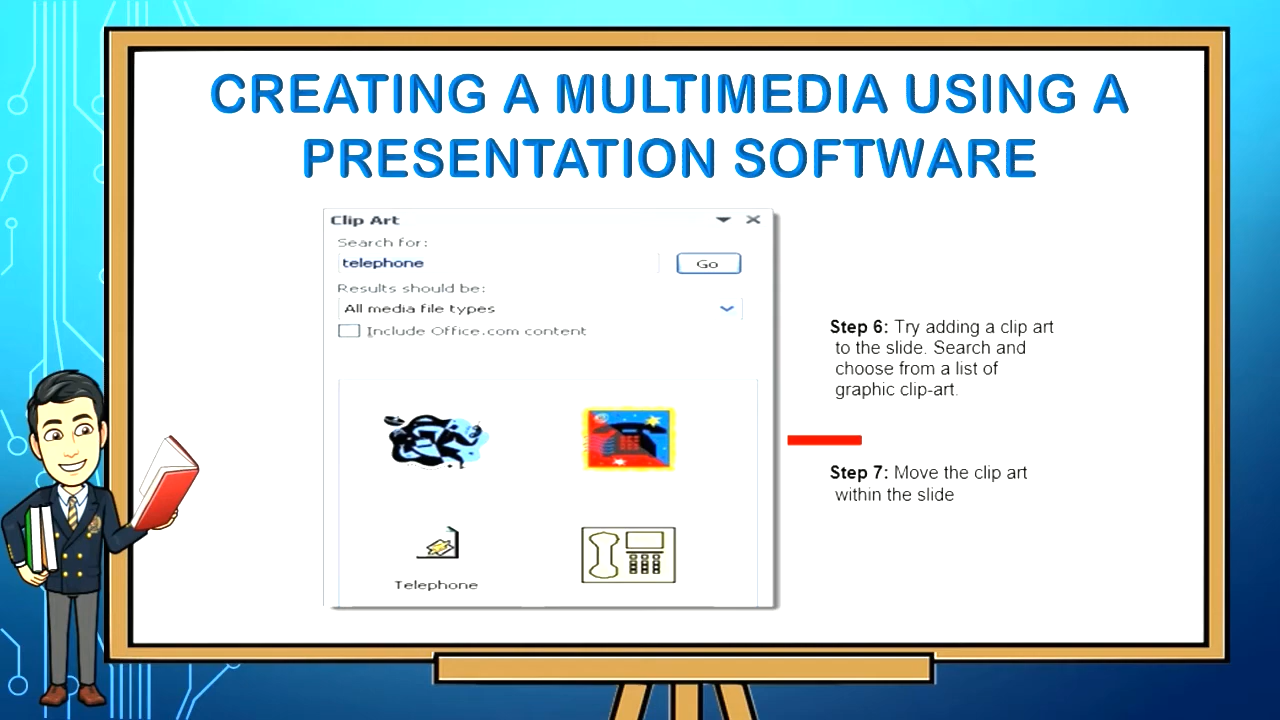 CREATING A MULTIMEDIA USING A
PRESENTATION SOFTWARE
Clip Art
Search for:
telephone
Go
Results should be:
All media file types
Include Office.com content
Telephone
Step 6: Try adding a clip art
to the slide. Search and
choose from a list of
graphic clip-art.
Step 7: Move the clip art
within the slide